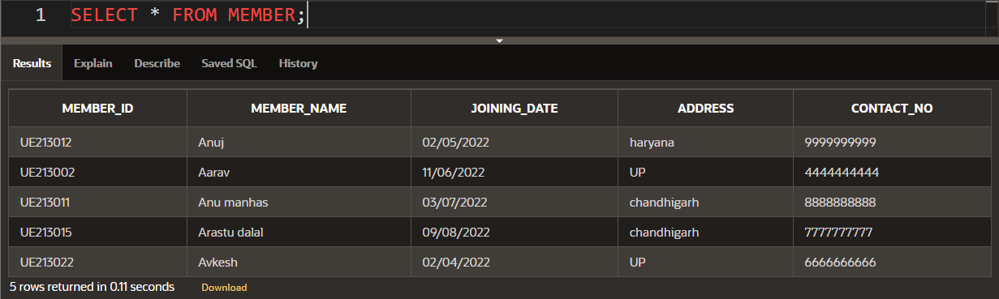 1 SELECT * FROM MEMBER;
Results Explain Describe Saved SQL History
MEMBER_ID MEMBER_NAME JOINING_DATE ADDRESS CONTACT_NO
UE213012 Anuj 02/05/2022 haryana 9999999999
UE213002 Aarav 11/06/2022 UP 4444444444
UE213011 Anu manhas 03/07/2022 chandhigarh 8888888888
UE213015 Arastu dalal 09/08/2022 chandhigarh 7777777777
UE213022 Avkesh 02/04/2022 UP 6666666666
5 rows returned in 0.11 seconds Download